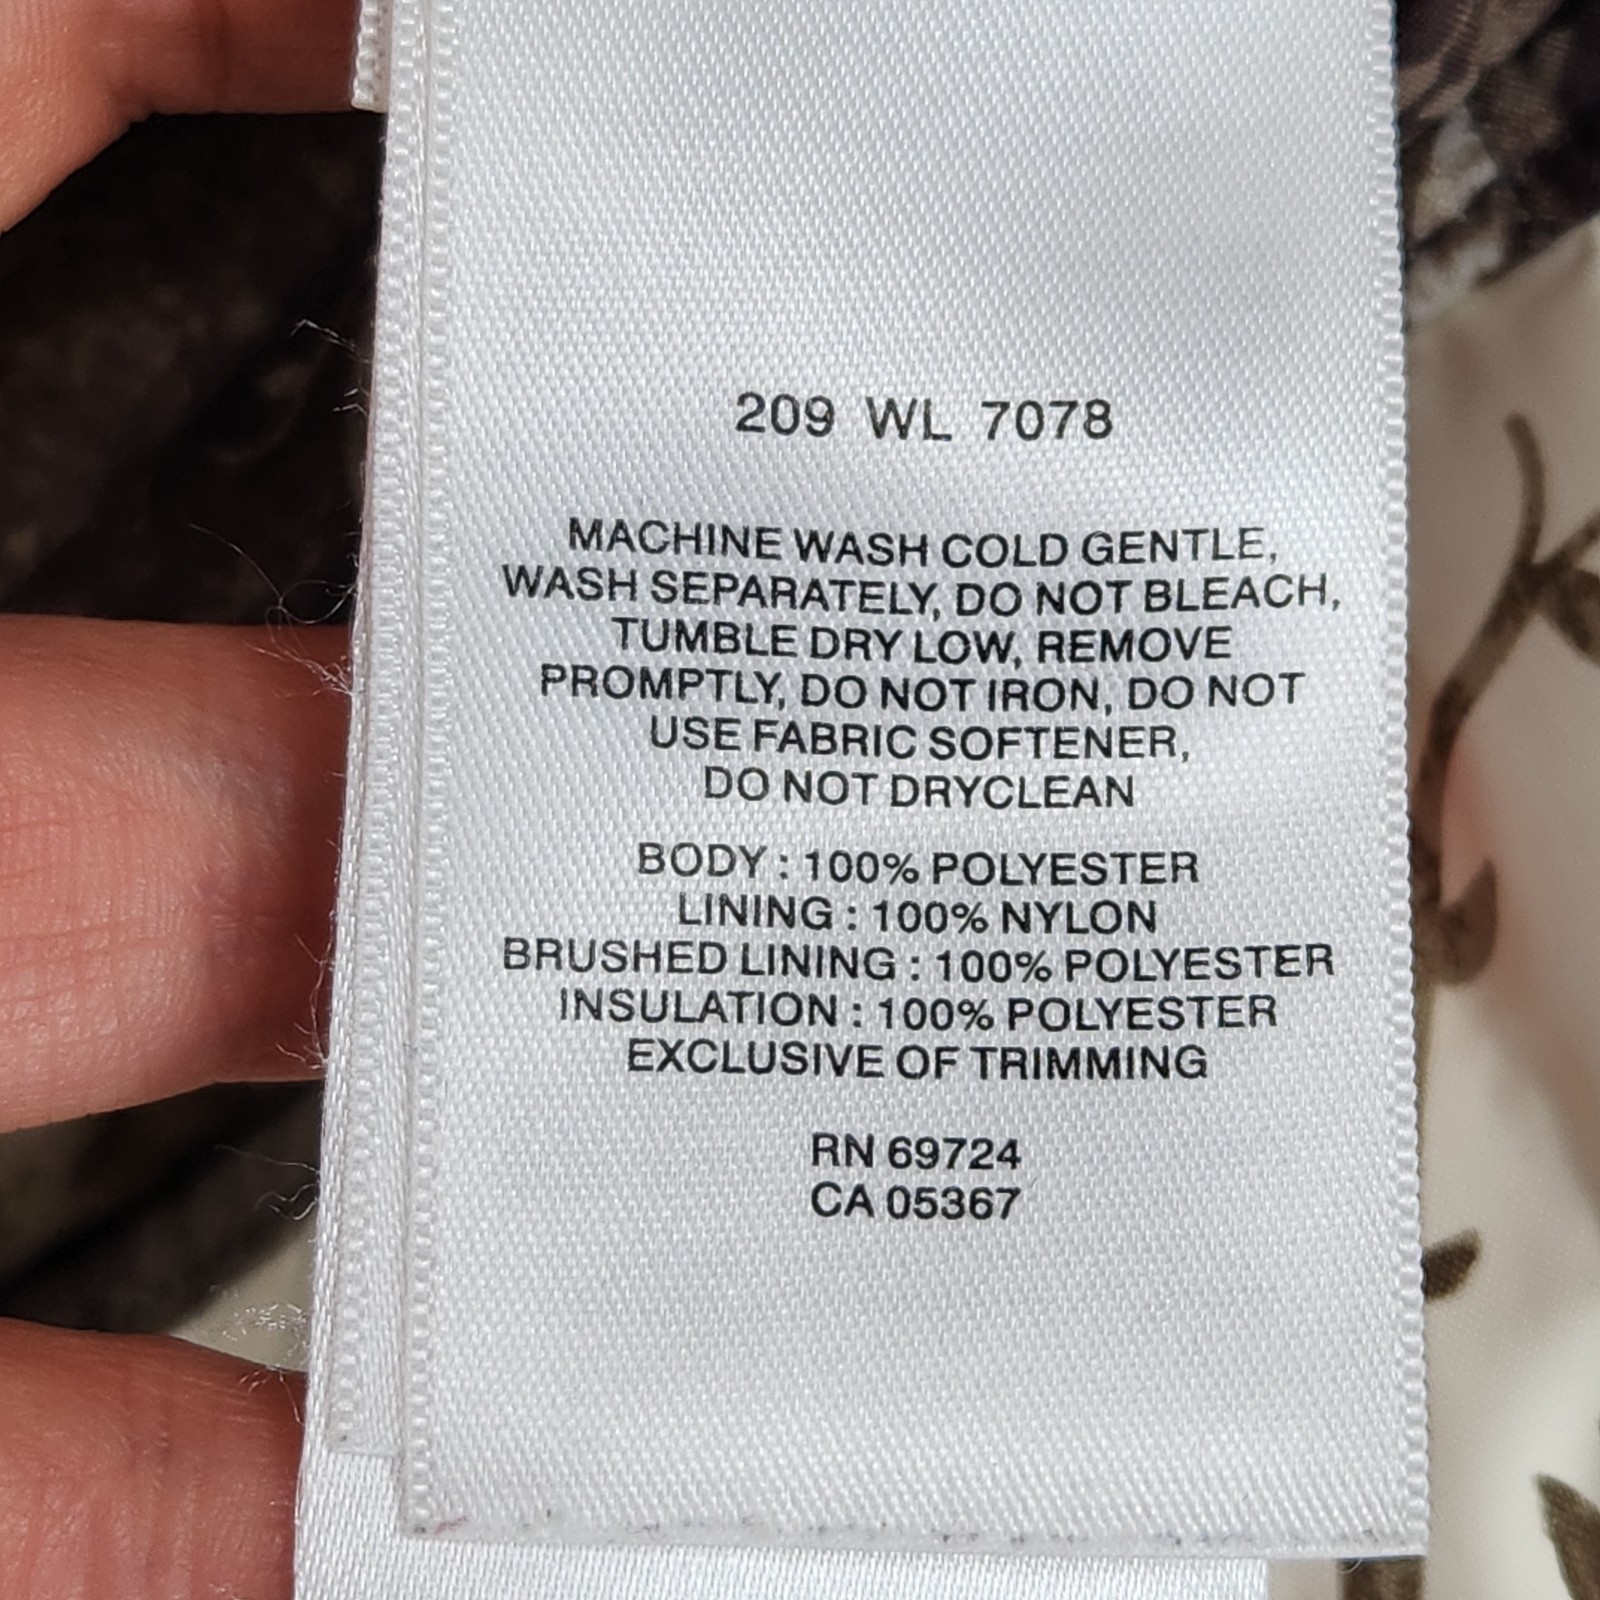 209 WL 7078
MACHINE WASH COLD GENTLE,
WASH SEPARATELY, DO NOT BLEACH,
TUMBLE DRY LOW, REMOVE
PROMPTLY, DO NOT IRON, DO NOT
USE FABRIC SOFTENER,
DO NOT DRYCLEAN
BODY : 100% POLYESTER
LINING : 100% NYLON
BRUSHED LINING : 100% POLYESTER
INSULATION : 100% POLYESTER
EXCLUSIVE OF TRIMMING
RN 69724
CA 05367